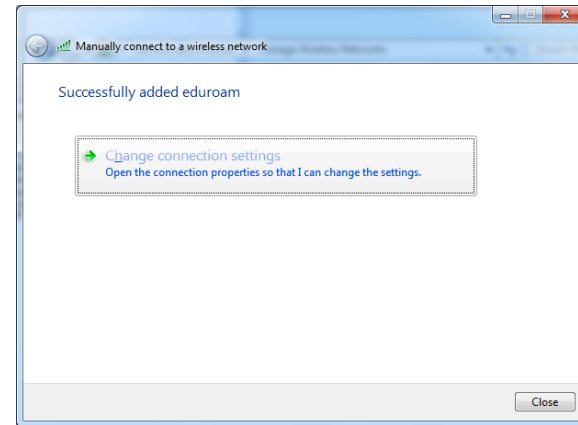 Manually connect to a wireless network
Successfully added eduroam
Change connection settings
Open the connection properties so that I can change the settings.
Close